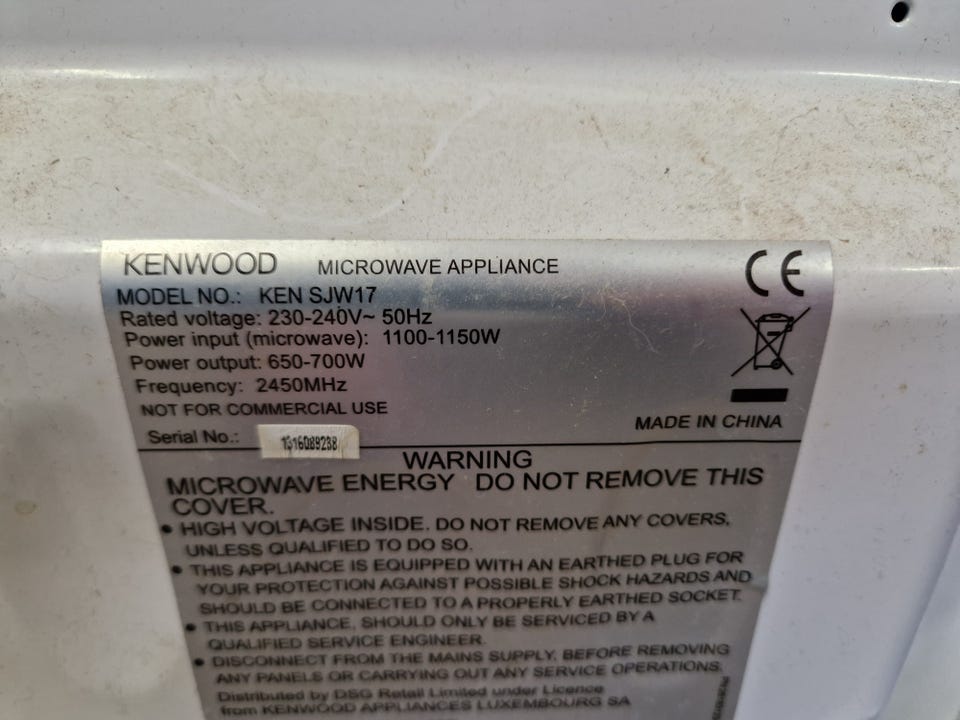 KENWOOD MICROWAVE APPLIANCE
CE
MODEL NO.: KEN SJW17
Rated voltage: 230-240V~ 50Hz
Power input (microwave): 1100-1150W
Power output: 650-700W
Frequency: 2450MHz
NOT FOR COMMERCIAL USE
MADE IN CHINA
Serial No.:
WARNING
MICROWAVE ENERGY DO NOT REMOVE THIS
COVER.
• HIGH VOLTAGE INSIDE. DO NOT REMOVE ANY COVERS,
UNLESS QUALIFIED TO DO SO.
• THIS APPLIANCE IS EQUIPPED WITH AN EARTHED PLUG FOR
YOUR PROTECTION AGAINST POSSIBLE SHOCK HAZARDS AND
SHOULD BE CONNECTED TO A PROPERLY EARTHED SOCKET.
• THIS APPLIANCE, SHOULD ONLY BE SERVICED BY A
QUALIFIED SERVICE ENGINEER.
• DISCONNECT FROM THE MAINS SUPPLY, BEFORE REMOVING
ANY PANELS OR CARRYING OUT ANY SERVICE OPERATIONS.
Distributed by DSG Retail Limited under Licence
from KENWOOD APPLIANCES LUXEMBOURG SA